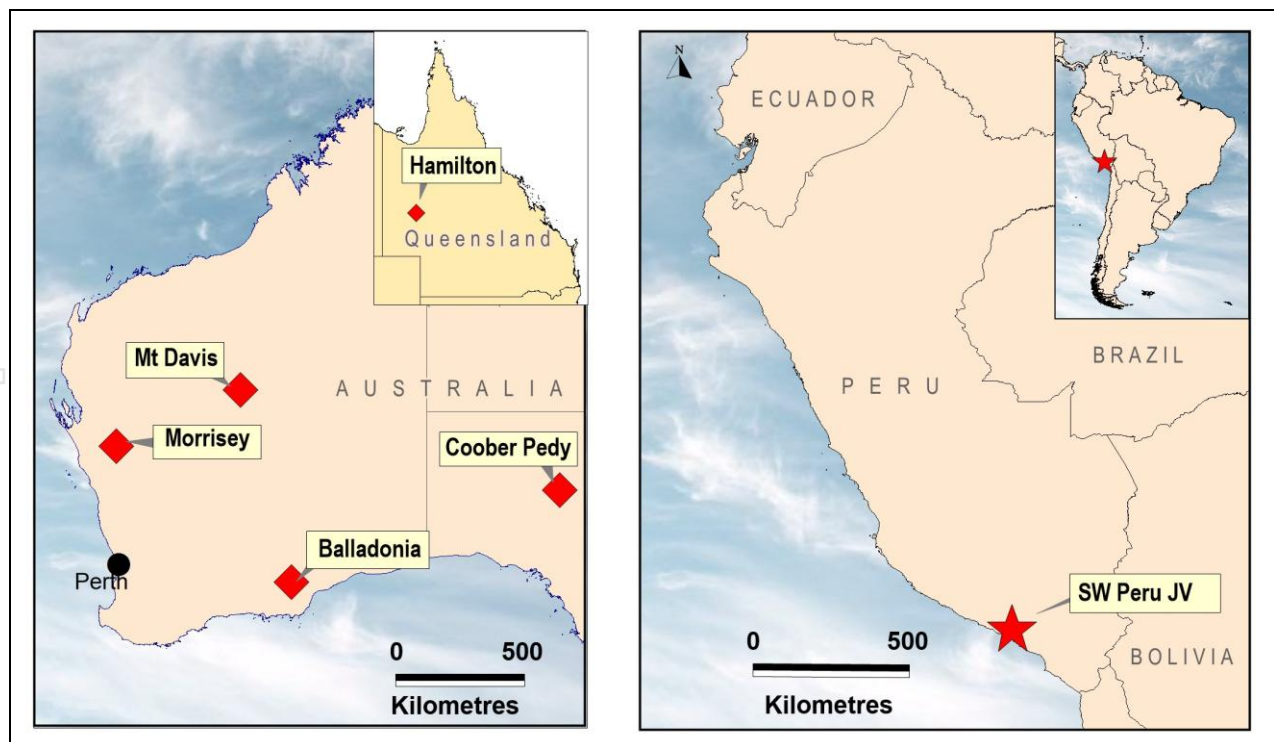 Hamilton
Queensland
Mt Davis
AUSTRALIA
Morrisey
Coober Pedy
Balladonia
Perth
0 500
Kilometres
N
ECUADOR
BRAZIL
PERU
SW Peru JV
BOLIVIA
0 500
Kilometres